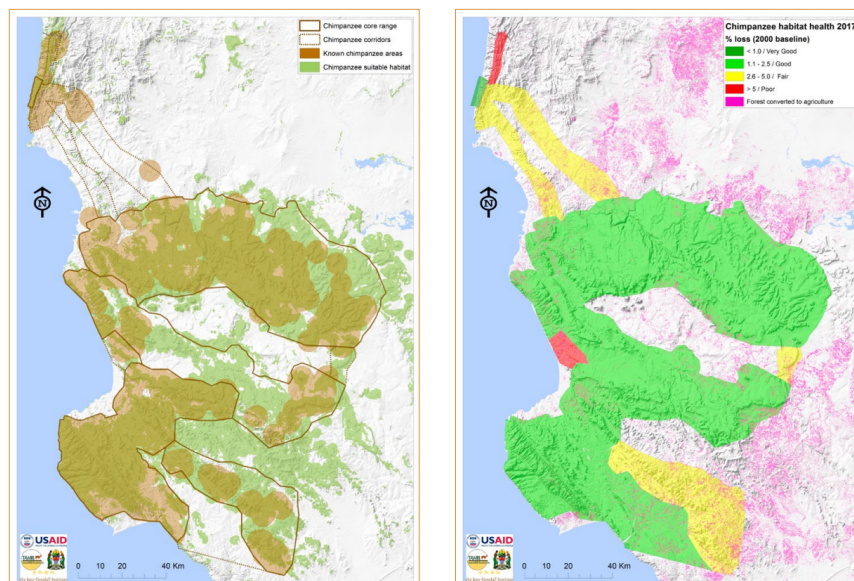 Chimpanzee core range
Chimpanzee corridors
Known chimpanzee areas
Chimpanzee suitable habitat
N
USAID
0 10 20 40 Km
Chimpanzee habitat health 2017
% loss (2000 baseline)
< 1.0 / Very Good
1.1 - 2.5 / Good
2.6 - 5.0 / Fair
> 5 / Poor
Forest converted to agriculture
N
USAID
0 10 20 40 Km